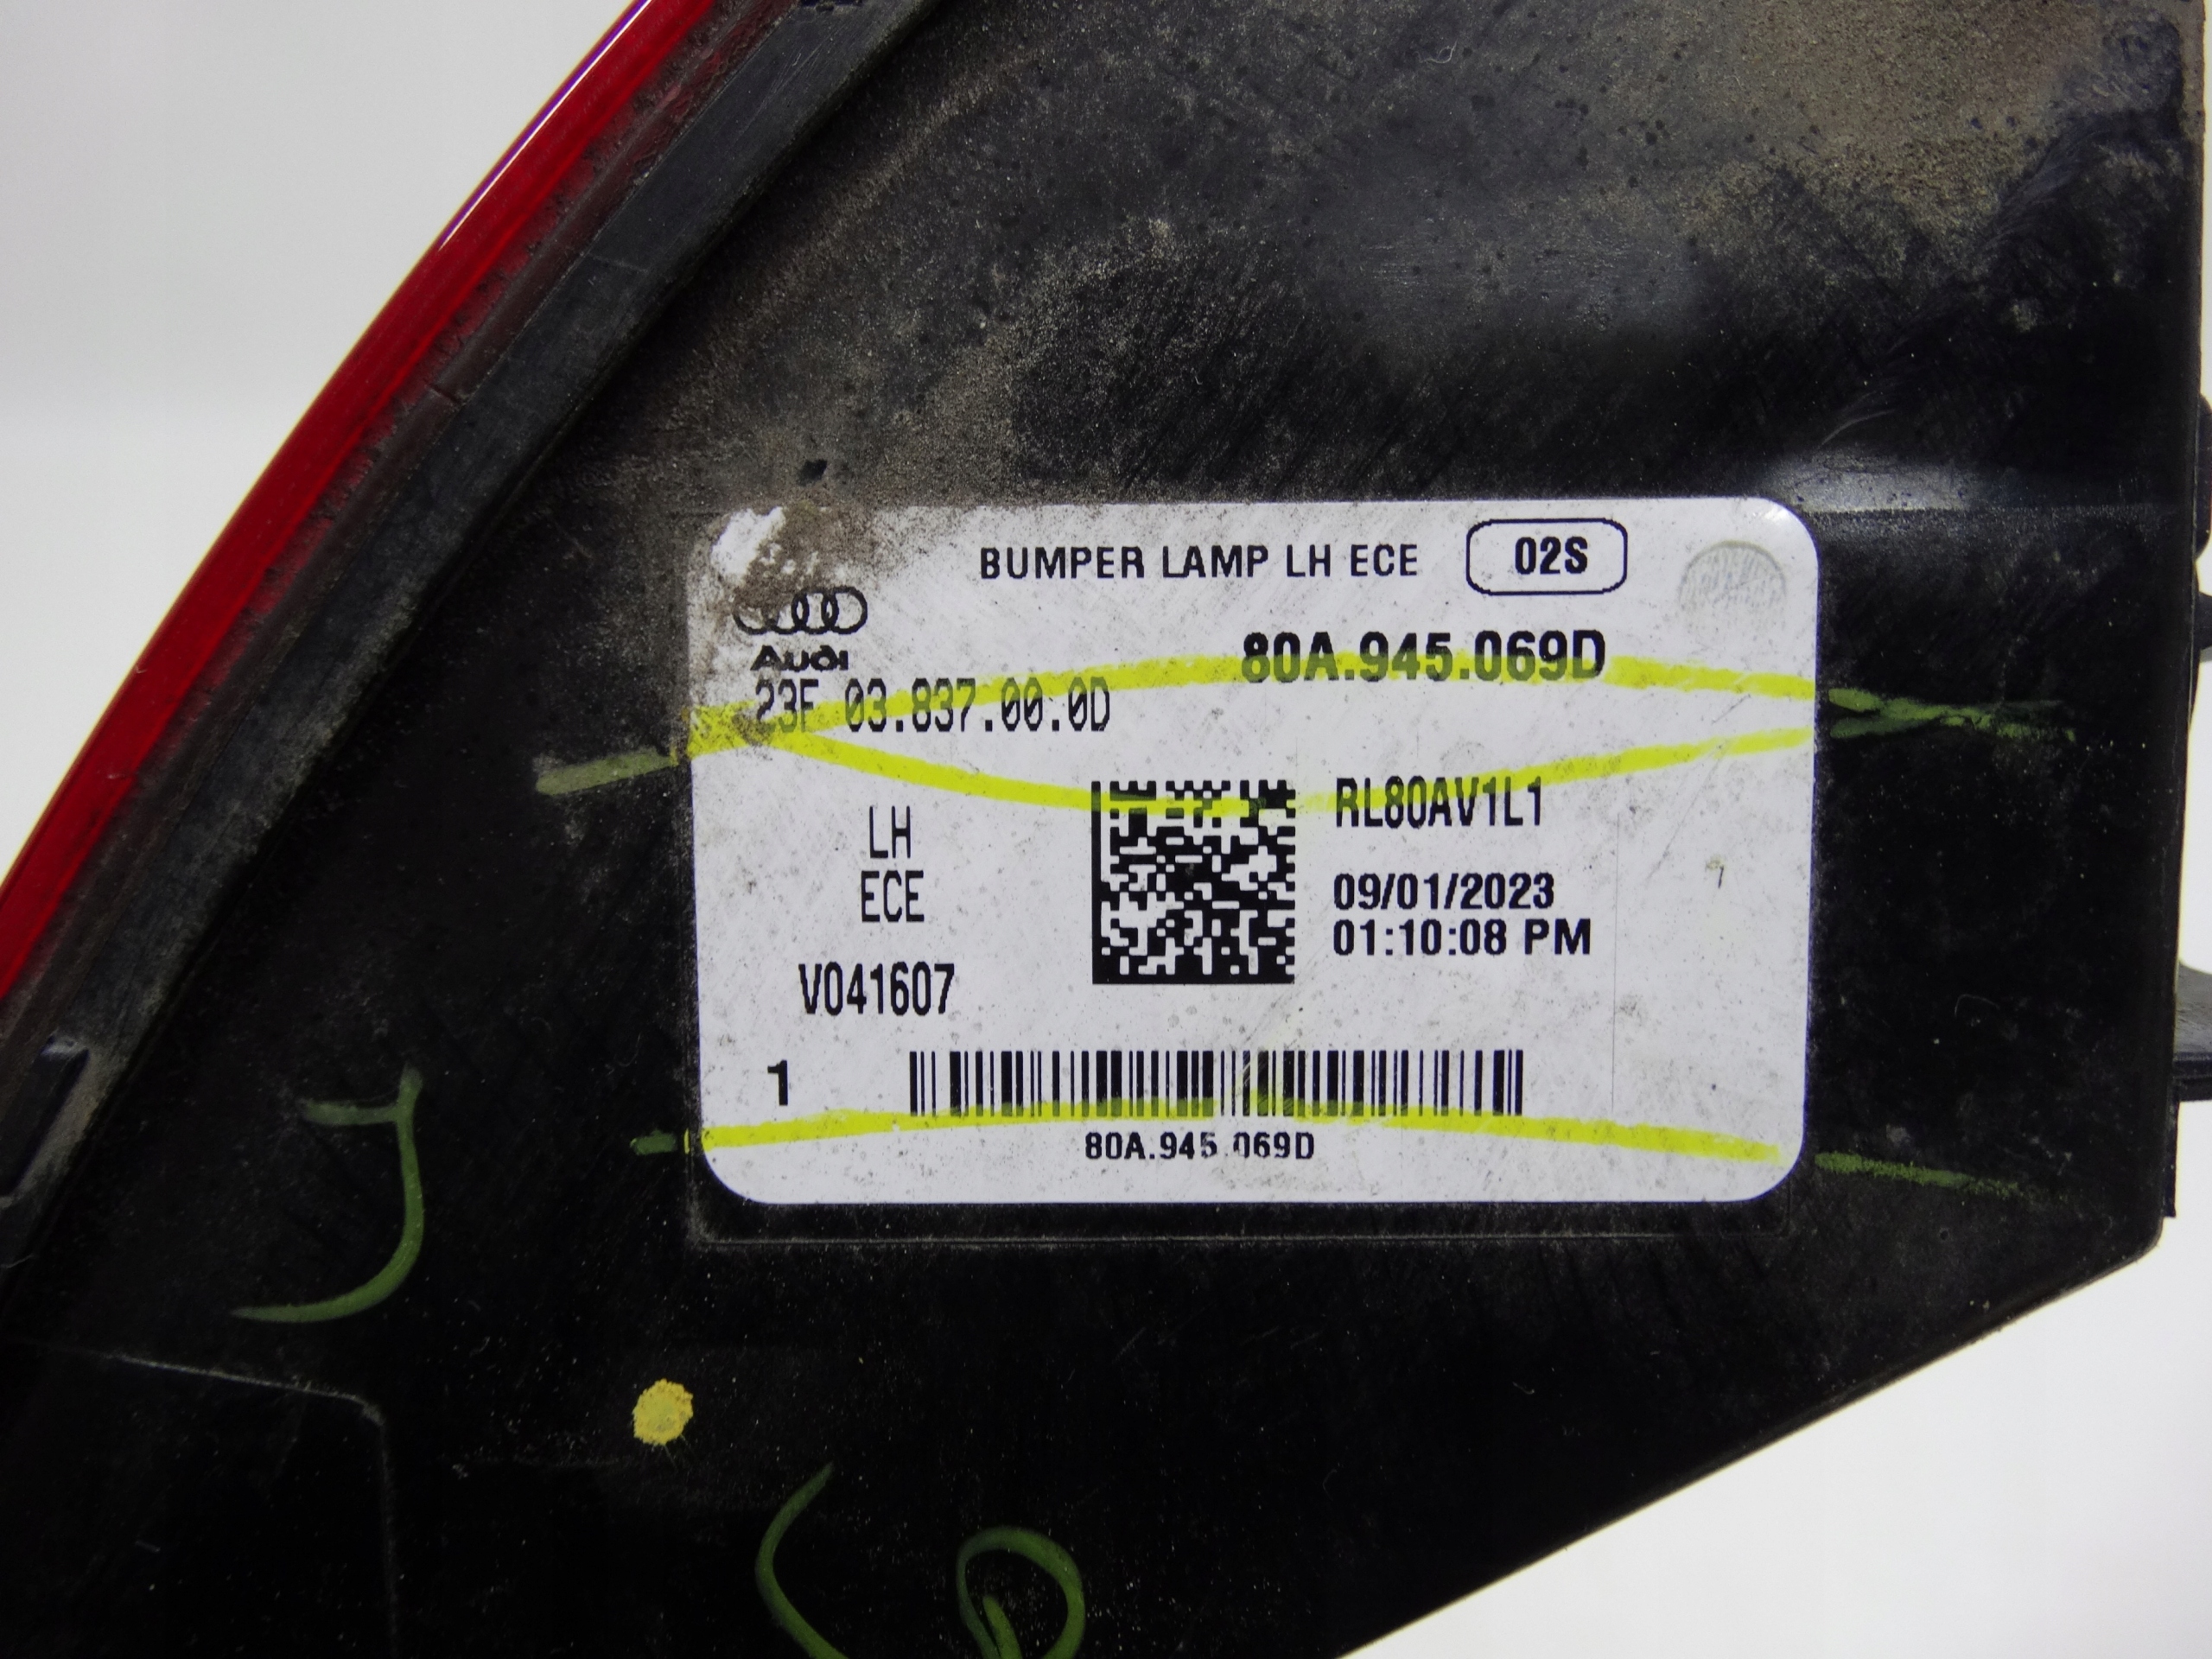 BUMPER LAMP LH ECE 02S
Audi
80A.945.069D
23F 03.837.00.0D
LH
ECE
RL80AV1L1
09/01/2023
01:10:08 PM
V041607
1
80A.945.069D